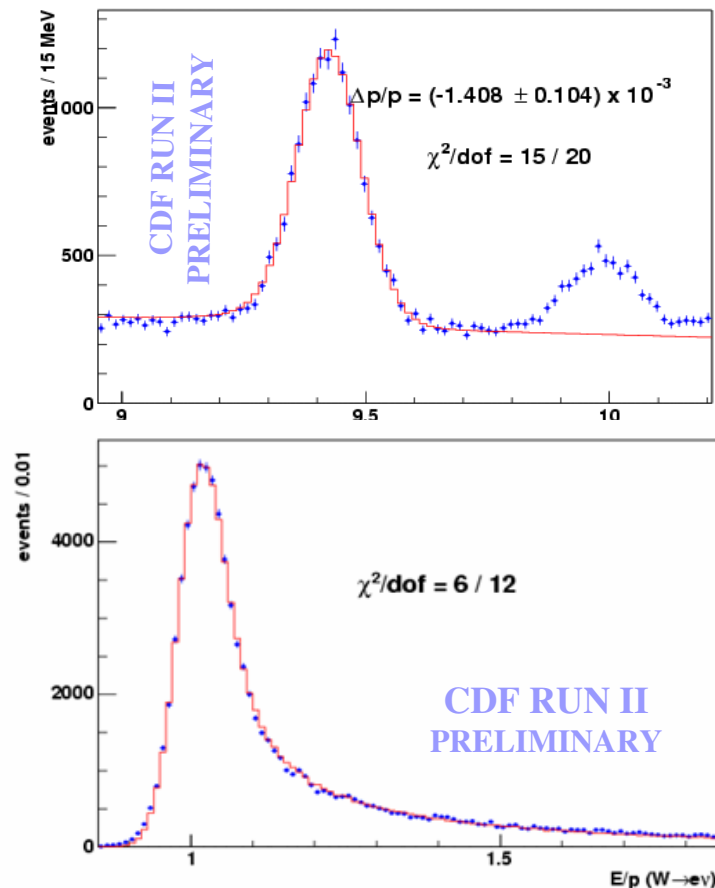 events / 15 MeV
1000
500
0
CDF RUN II
PRELIMINARY
Δp/p = (-1.408 ± 0.104) x 10⁻³
χ²/dof = 15 / 20
9
9.5
10
events / 0.01
4000
2000
0
χ²/dof = 6 / 12
CDF RUN II
PRELIMINARY
1
1.5
E/p (W→eν)